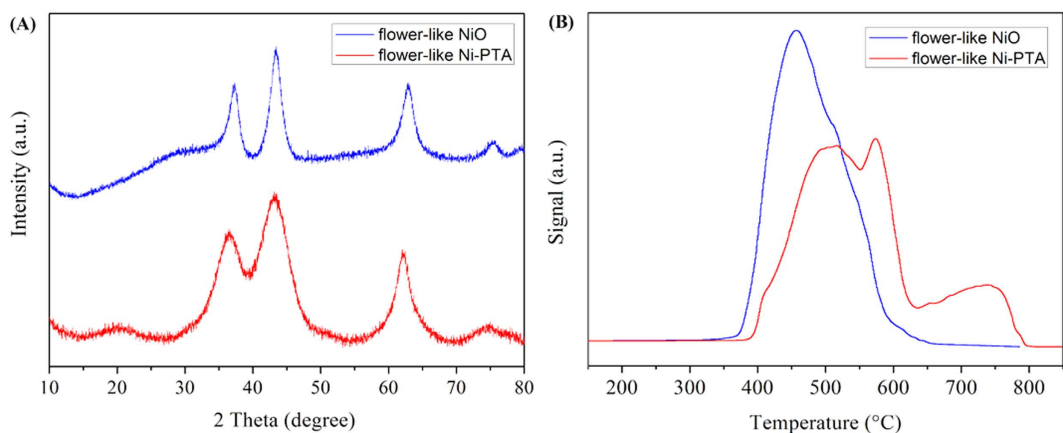 (A)
flower-like NiO
flower-like Ni-PTA
Intensity (a.u.)
10 20 30 40 50 60 70 80
2 Theta (degree)
(B)
flower-like NiO
flower-like Ni-PTA
Signal (a.u.)
200 300 400 500 600 700 800
Temperature (°C)